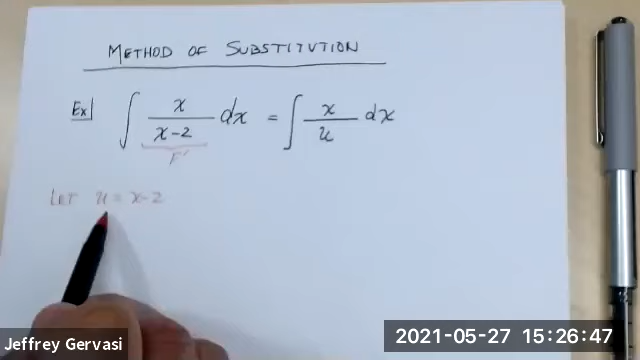 METHOD OF SUBSTITUTION
Ex| ∫ x/(x-2) dx = ∫ x/u dx
F'
LET u = x-2
Jeffrey Gervasi
2021-05-27 15:26:47